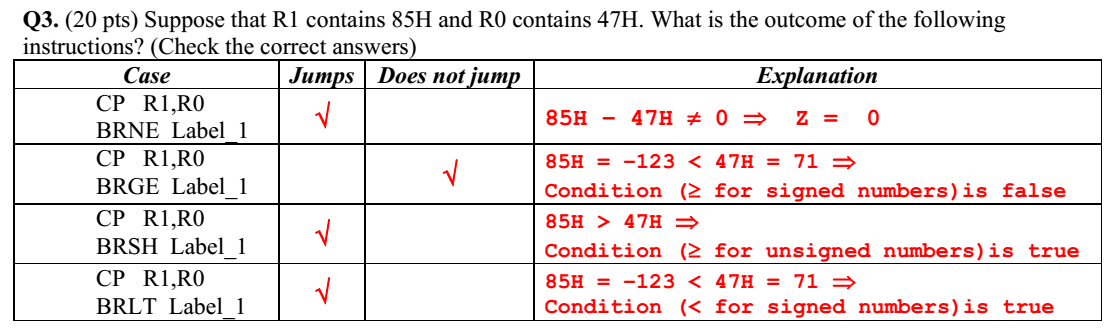 Q3. (20 pts) Suppose that R1 contains 85H and R0 contains 47H. What is the outcome of the following
instructions? (Check the correct answers)
Case Jumps Does not jump Explanation
CP R1,R0
BRNE Label_1
√
85H - 47H ≠ 0 ⇒ Z = 0
CP R1,R0
BRGE Label_1
√
85H = -123 < 47H = 71 ⇒
Condition (≥ for signed numbers)is false
CP R1,R0
BRSH Label_1
√
85H > 47H ⇒
Condition (≥ for unsigned numbers)is true
CP R1,R0
BRLT Label_1
√
85H = -123 < 47H = 71 ⇒
Condition (< for signed numbers)is true